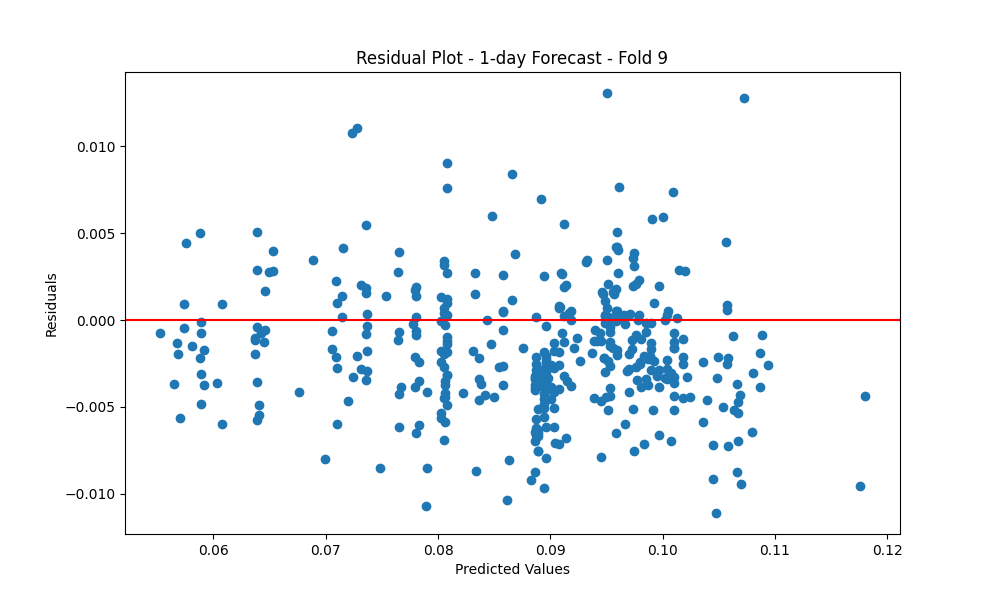 Residual Plot - 1-day Forecast - Fold 9
Residuals
0.010
0.005
0.000
−0.005
−0.010
0.06 0.07 0.08 0.09 0.10 0.11 0.12
Predicted Values